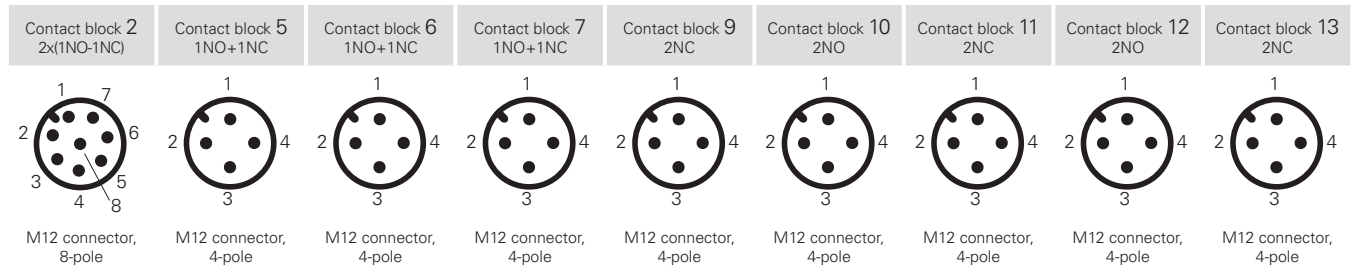 Contact block 2
2x(1NO-1NC)
Contact block 5
1NO+1NC
Contact block 6
1NO+1NC
Contact block 7
1NO+1NC
Contact block 9
2NC
Contact block 10
2NO
Contact block 11
2NC
Contact block 12
2NO
Contact block 13
2NC
1
7
2
6
3
5
4
8
1
2
4
3
1
2
4
3
1
2
4
3
1
2
4
3
1
2
4
3
1
2
4
3
1
2
4
3
1
2
4
3
M12 connector,
8-pole
M12 connector,
4-pole
M12 connector,
4-pole
M12 connector,
4-pole
M12 connector,
4-pole
M12 connector,
4-pole
M12 connector,
4-pole
M12 connector,
4-pole
M12 connector,
4-pole